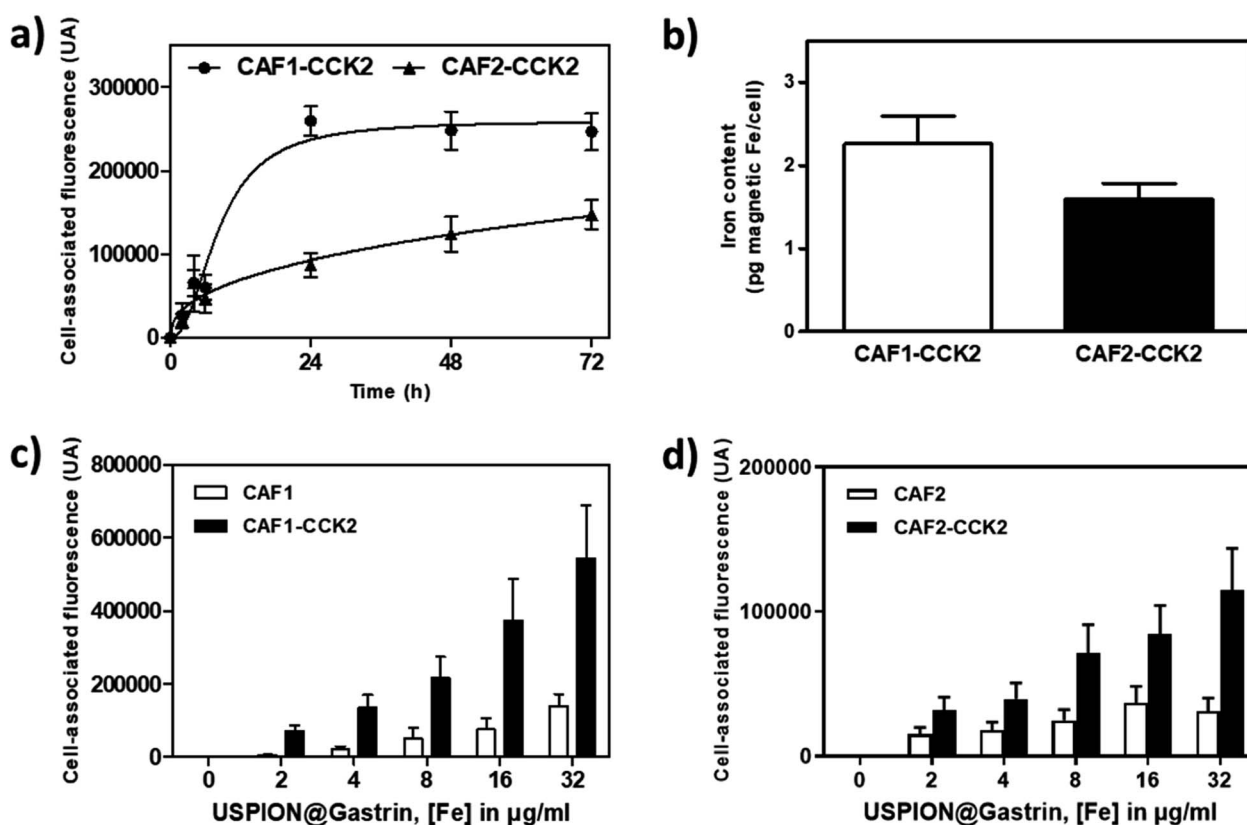 a)
Cell-associated fluorescence (UA)
CAF1-CCK2 CAF2-CCK2
300000
200000
100000
0
0 24 48 72
Time (h)
b)
Iron content
(pg magnetic Fe/cell)
3
2
1
0
CAF1-CCK2 CAF2-CCK2
c)
Cell-associated fluorescence (UA)
800000
600000
400000
200000
0
CAF1
CAF1-CCK2
0 2 4 8 16 32
USPION@Gastrin, [Fe] in µg/ml
d)
Cell-associated fluorescence (UA)
200000
100000
0
CAF2
CAF2-CCK2
0 2 4 8 16 32
USPION@Gastrin, [Fe] in µg/ml